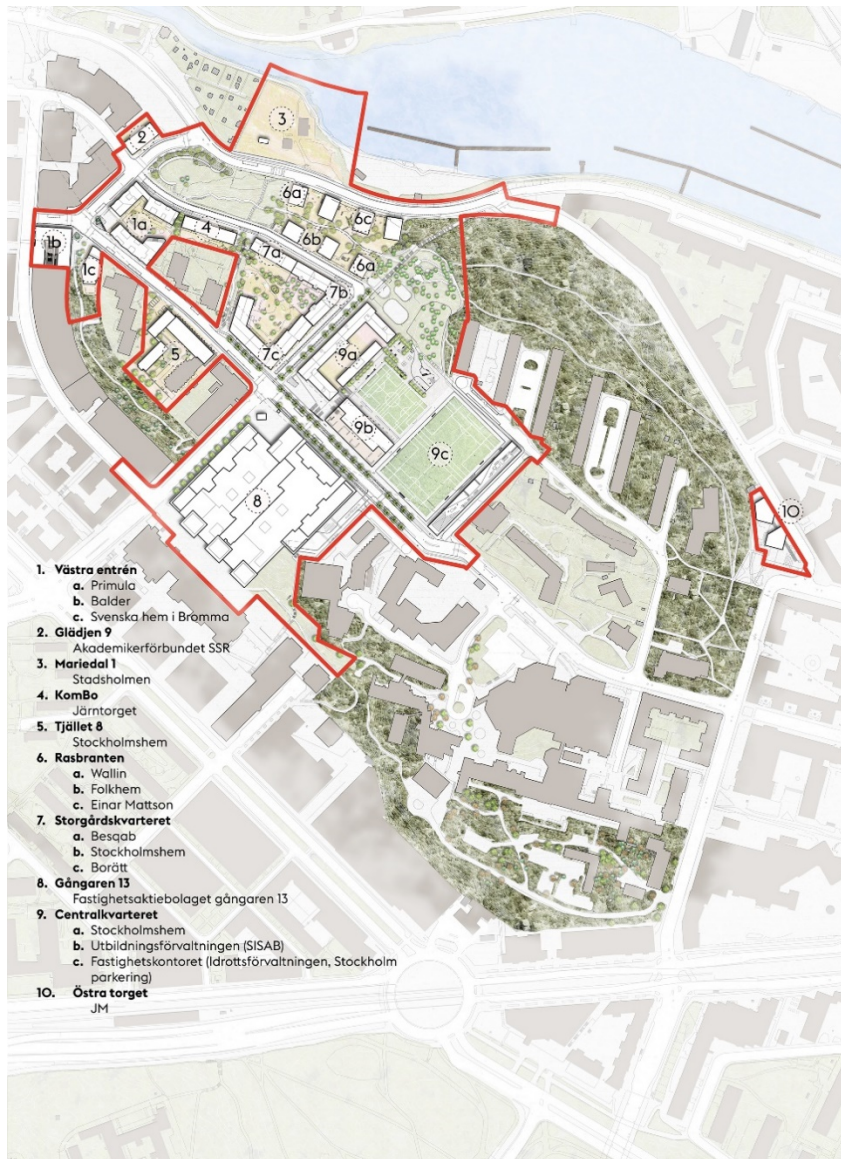 2
3
6a
6c
1a
4
6b
1b
7a
6a
1c
7b
5
7c
9a
9b
9c
8
10
1. Västra entrén
a. Primula
b. Balder
c. Svenska hem i Bromma
2. Glädjen 9
Akademikerförbundet SSR
3. Mariedal 1
Stadsholmen
4. KomBo
Järntorget
5. Tjället 8
Stockholmshem
6. Rasbranten
a. Wallin
b. Folkhem
c. Einar Mattson
7. Storgårdskvarteret
a. Besqab
b. Stockholmshem
c. Borätt
8. Gångaren 13
Fastighetsaktiebolaget gångaren 13
9. Centralkvarteret
a. Stockholmshem
b. Utbildningsförvaltningen (SISAB)
c. Fastighetskontoret (Idrottsförvaltningen, Stockholm
parkering)
10. Östra torget
JM